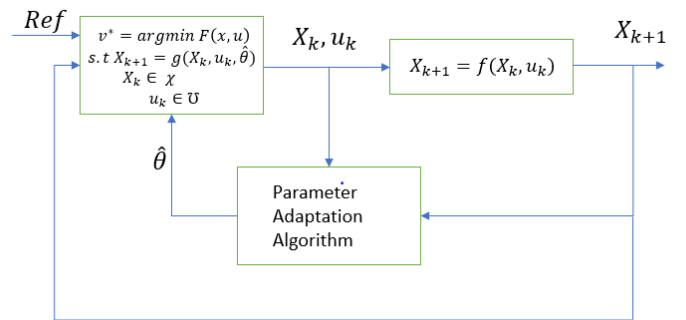 Ref
v* = argmin F(x, u)
s.t X_{k+1} = g(X_k, u_k, θ̂)
X_k ∈ χ
u_k ∈ ℧
X_k, u_k
X_{k+1} = f(X_k, u_k)
X_{k+1}
θ̂
Parameter
Adaptation
Algorithm